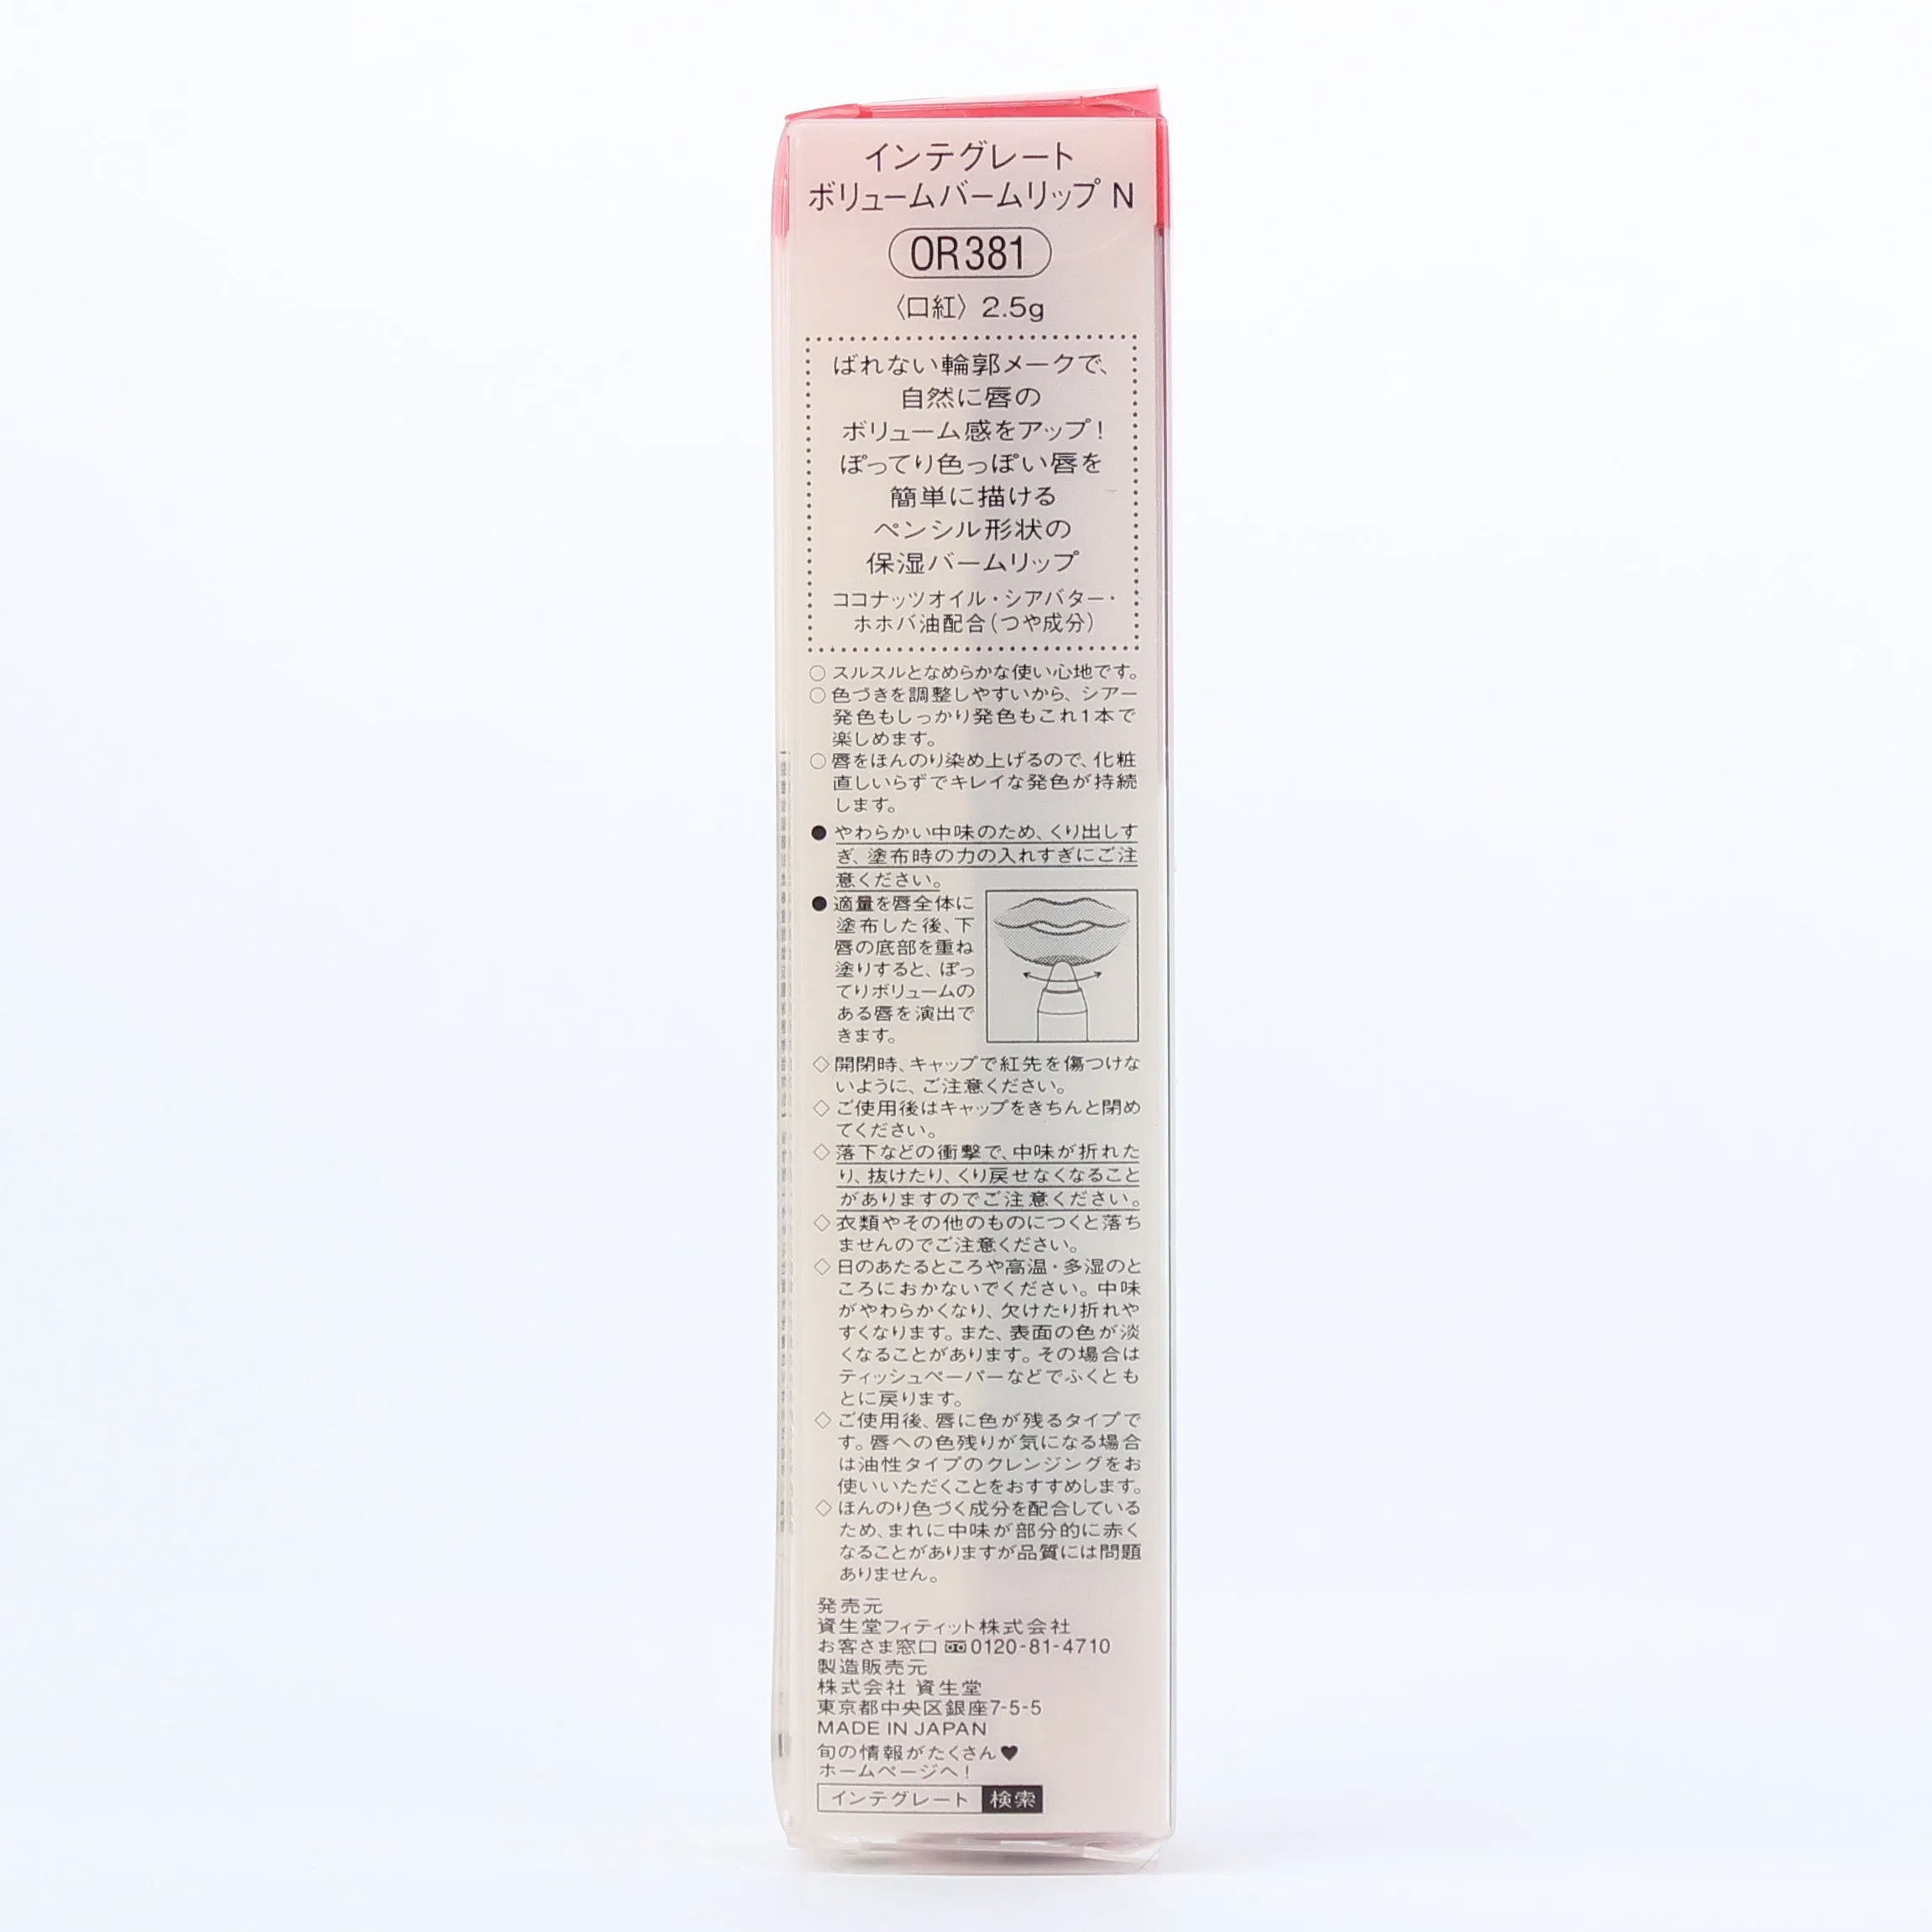 インテグレート
ボリュームバームリップ N
OR381
〈口紅〉2.5g
ばれない輪郭メークで、
自然に唇の
ボリューム感をアップ！
ぽってり色っぽい唇を
簡単に描ける
ペンシル形状の
保湿バームリップ
ココナッツオイル・シアバター・
ホホバ油配合(つや成分)
○スルスルとなめらかな使い心地です。
○色づきを調整しやすいから、シアー
発色もしっかり発色もこれ1本で
楽しめます。
○唇をほんのり染め上げるので、化粧
直しいらずでキレイな発色が持続
します。
●やわらかい中味のため、くり出しす
ぎ、塗布時の力の入れすぎにご注
意ください。
●適量を唇全体に
塗布した後、下
唇の底部を重ね
塗りすると、ぽっ
てりボリュームの
ある唇を演出で
きます。
◇開閉時、キャップで紅先を傷つけな
いように、ご注意ください。
◇ご使用後はキャップをきちんと閉め
てください。
◇落下などの衝撃で、中味が折れた
り、抜けたり、くり戻せなくなること
がありますのでご注意ください。
◇衣類やその他のものにつくと落ち
ませんのでご注意ください。
◇日のあたるところや高温・多湿のと
ころにおかないでください。中味
がやわらかくなり、欠けたり折れや
すくなります。また、表面の色が淡
くなることがあります。その場合は
ティッシュペーパーなどでふくとも
とに戻ります。
◇ご使用後、唇に色が残るタイプで
す。唇への色残りが気になる場合
は油性タイプのクレンジングをお
使いいただくことをおすすめします。
◇ほんのり色づく成分を配合している
ため、まれに中味が部分的に赤く
なることがありますが品質には問題
ありません。
発売元
資生堂フィティット株式会社
お客さま窓口 0120-81-4710
製造販売元
株式会社 資生堂
東京都中央区銀座7-5-5
MADE IN JAPAN
旬の情報がたくさん♥
ホームページへ！
インテグレート 検索